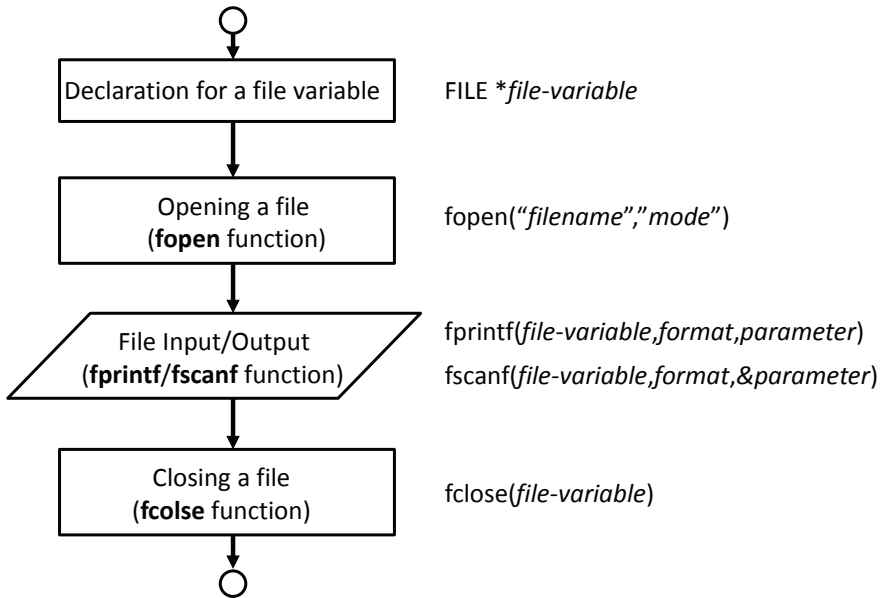 Declaration for a file variable
FILE *file-variable
Opening a file
(fopen function)
fopen(“filename”,”mode”)
File Input/Output
(fprintf/fscanf function)
fprintf(file-variable,format,parameter)
fscanf(file-variable,format,&parameter)
Closing a file
(fcolse function)
fclose(file-variable)